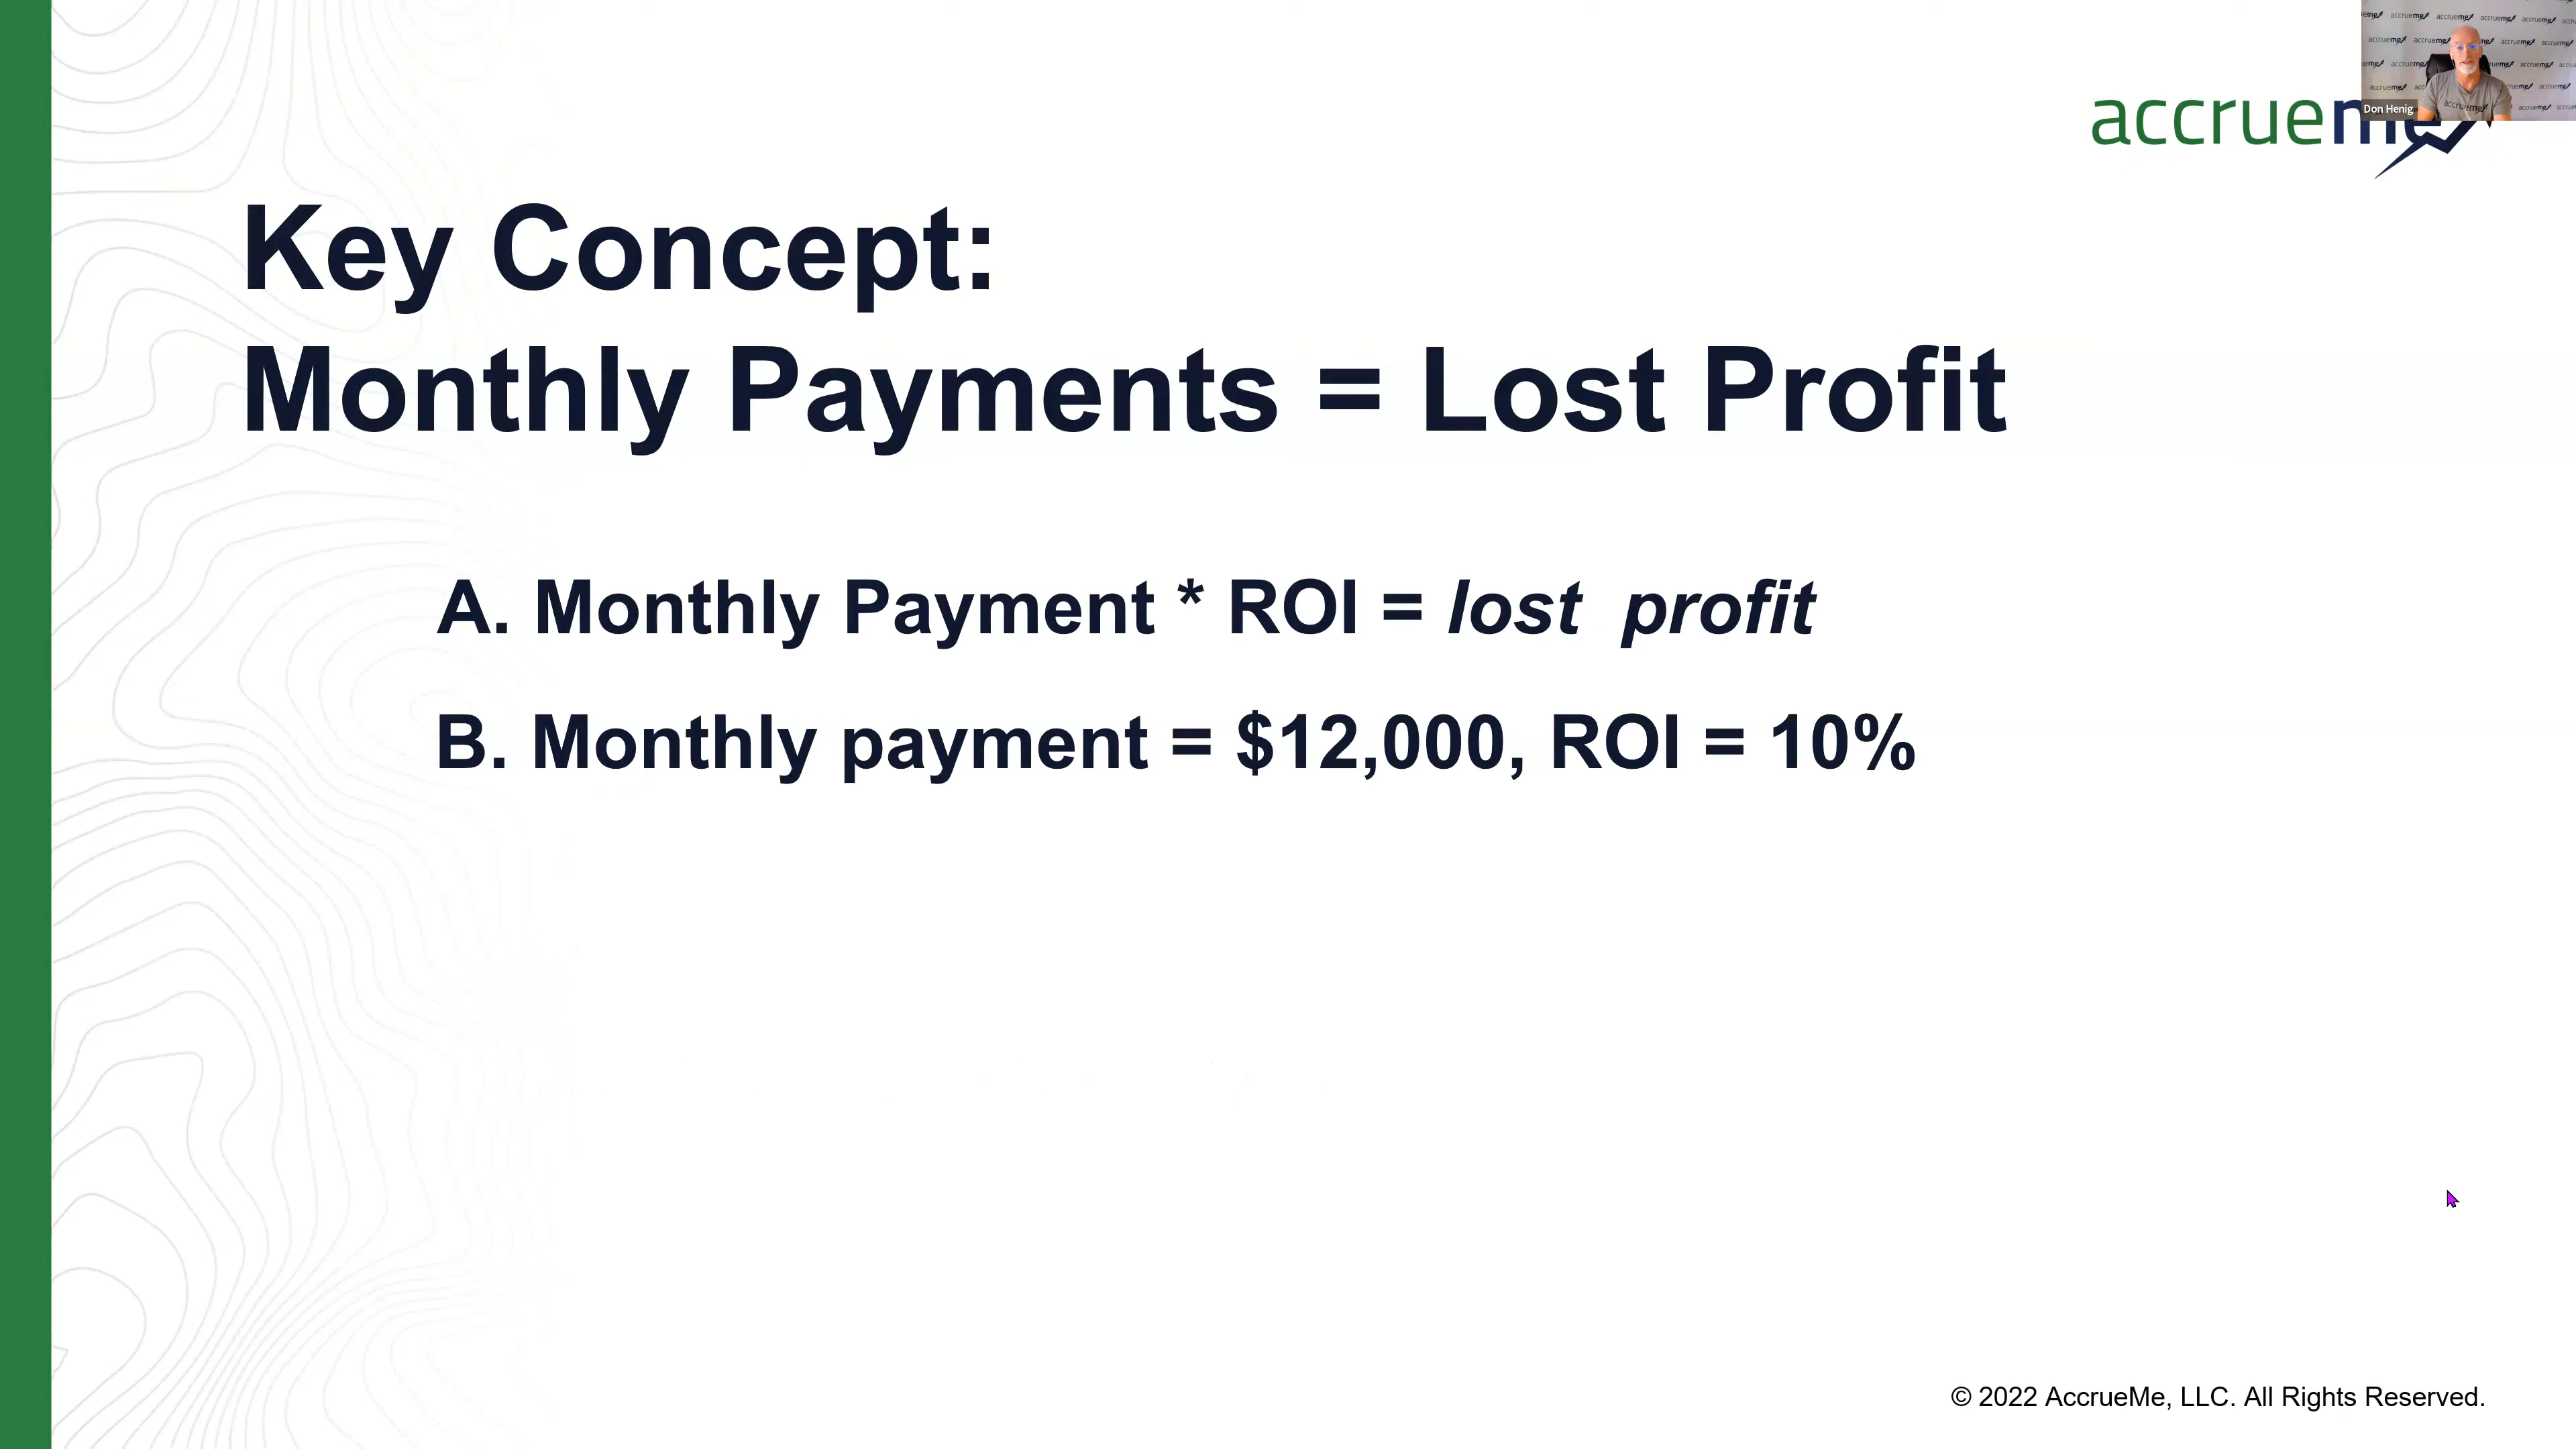 accrueme
Don Henig
Key Concept:
Monthly Payments = Lost Profit
A. Monthly Payment * ROI = lost profit
B. Monthly payment = $12,000, ROI = 10%
© 2022 AccrueMe, LLC. All Rights Reserved.